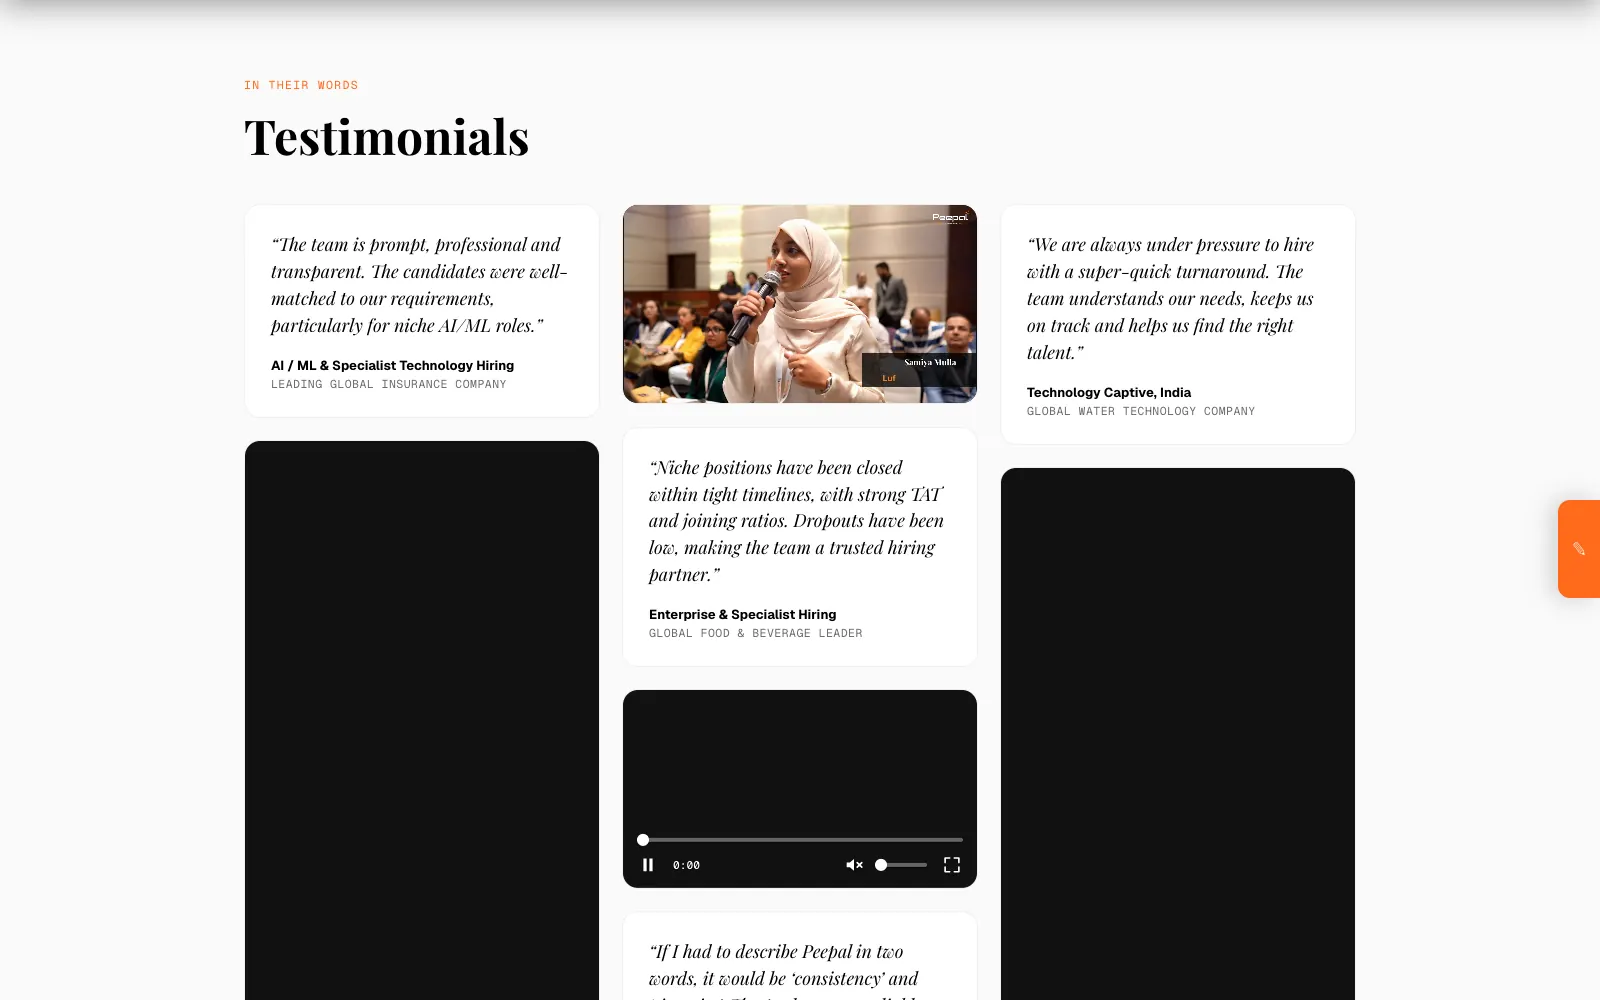 IN THEIR WORDS
Testimonials
“The team is prompt, professional and
transparent. The candidates were well-
matched to our requirements,
particularly for niche AI/ML roles.”
AI / ML & Specialist Technology Hiring
LEADING GLOBAL INSURANCE COMPANY
Peepal
Samiya Mulla
Luf
“Niche positions have been closed
within tight timelines, with strong TAT
and joining ratios. Dropouts have been
low, making the team a trusted hiring
partner.”
Enterprise & Specialist Hiring
GLOBAL FOOD & BEVERAGE LEADER
0:00
“If I had to describe Peepal in two
words, it would be ‘consistency’ and
“We are always under pressure to hire
with a super-quick turnaround. The
team understands our needs, keeps us
on track and helps us find the right
talent.”
Technology Captive, India
GLOBAL WATER TECHNOLOGY COMPANY
✎